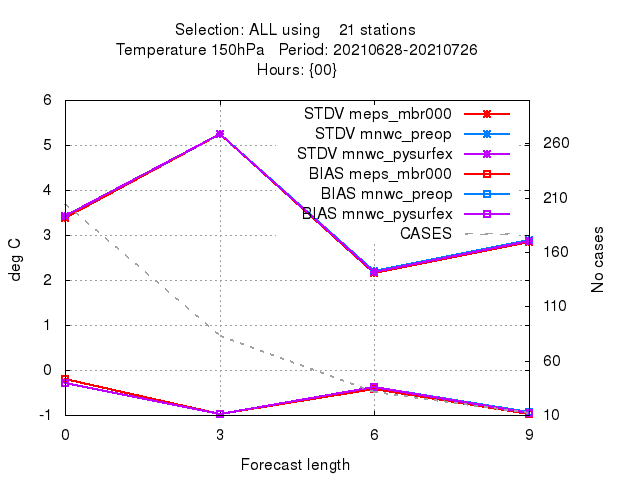 Selection: ALL using    21 stations
Temperature 150hPa   Period: 20210628-20210726
Hours: {00}
STDV meps_mbr000
STDV mnwc_preop
STDV mnwc_pysurfex
BIAS meps_mbr000
BIAS mnwc_preop
BIAS mnwc_pysurfex
CASES
deg C
6
5
4
3
2
1
0
-1
No cases
260
210
160
110
60
10
0 3 6 9
Forecast length